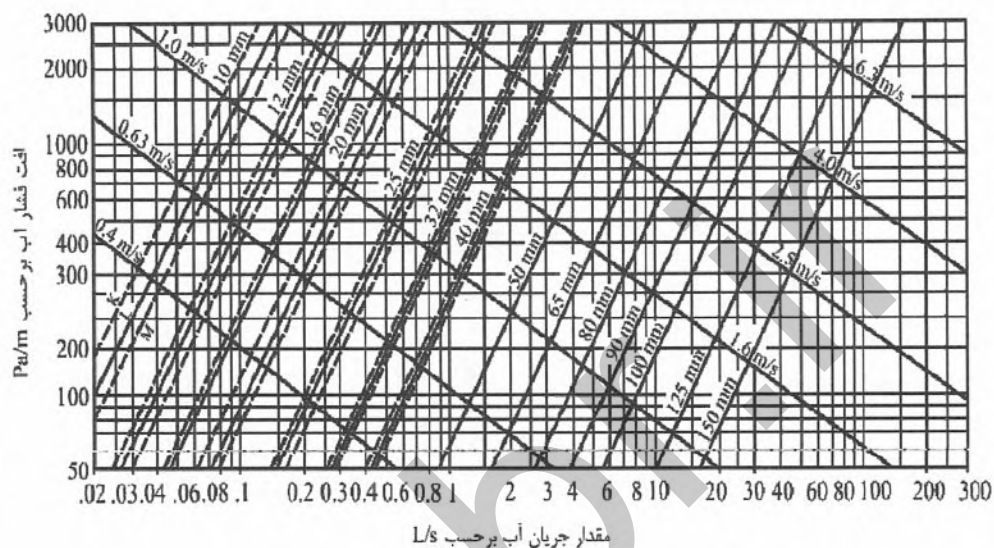 3000
2000
1000
800
600
400
300
200
100
50
افت فشار آب برحسب Pa/m
1.0 m/s
0.63 m/s
0.4 m/s
K
M
10 mm
12 mm
16 mm
20 mm
25 mm
32 mm
40 mm
50 mm
65 mm
80 mm
90 mm
100 mm
125 mm
150 mm
6.3 m/s
4.0 m/s
2.5 m/s
1.6 m/s
.02 .03 .04 .06 .08 .1 0.2 0.30 0.4 0.6 0.8 1 2 3 4 6 8 10 20 30 40 60 80 100 200 300
مقدار جریان آب برحسب L/s